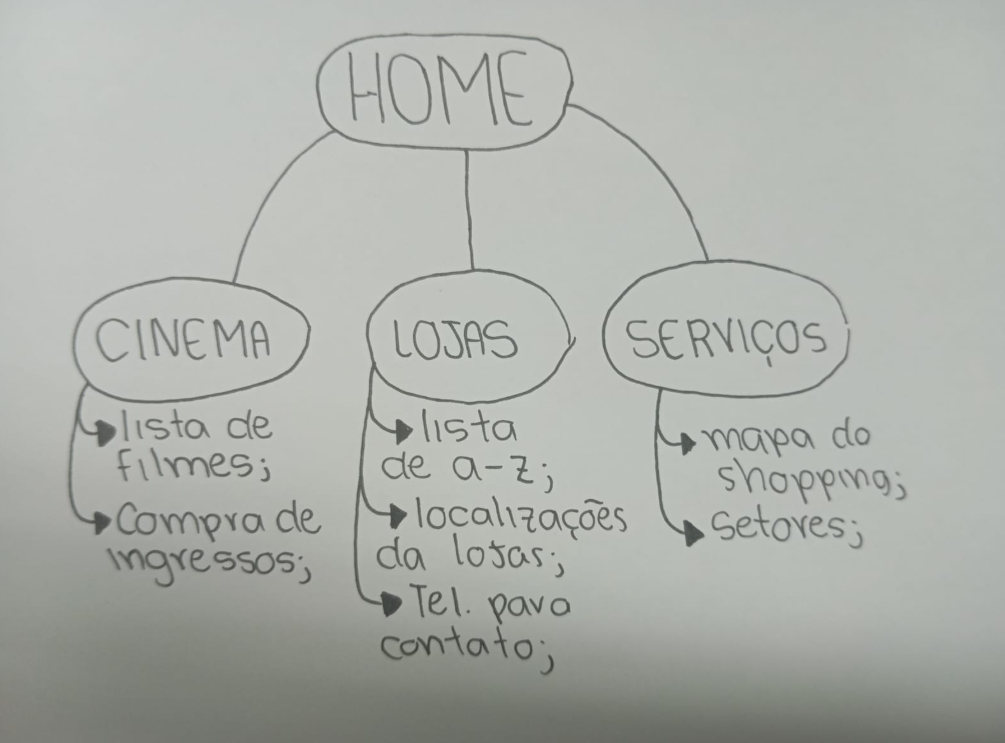 HOME
CINEMA
lista de
filmes;
Compra de
ingressos;
LOJAS
lista
de a-z;
localizações
da lojas;
Tel. para
contato;
SERVIÇOS
mapa do
shopping;
Setores;